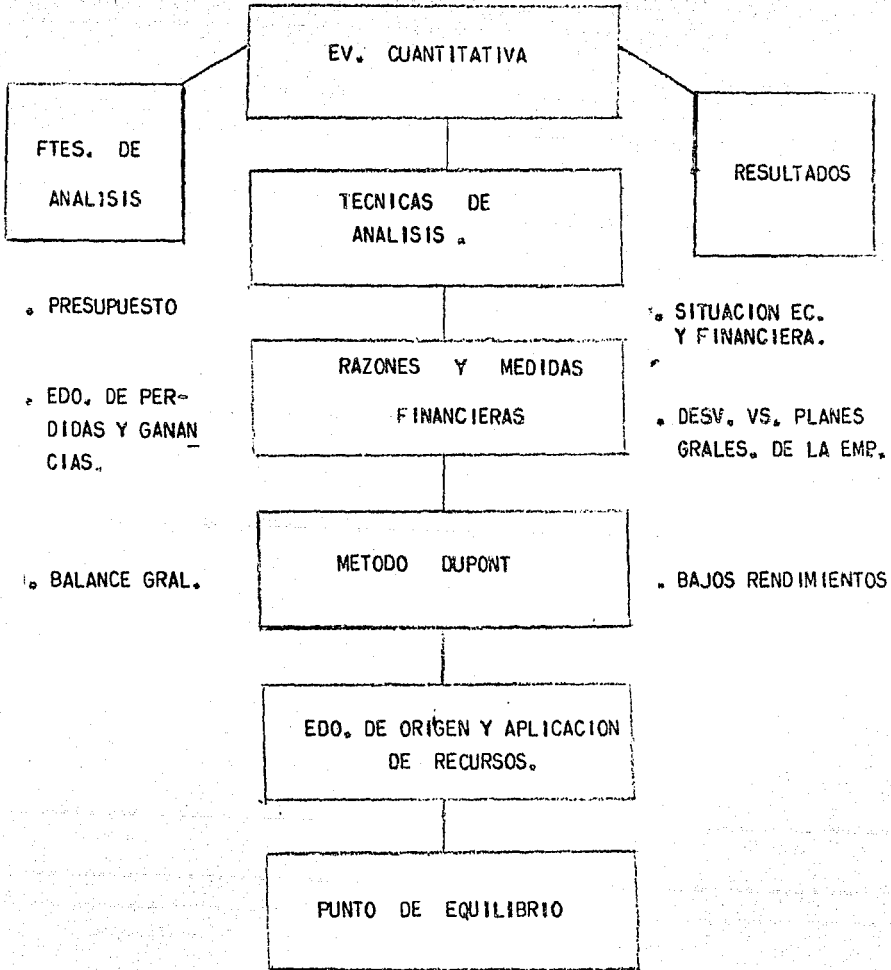 EV. CUANTITATIVA
FTES. DE
ANALISIS
RESULTADOS
TECNICAS DE
ANALISIS.
. PRESUPUESTO
. EDO. DE PER-
DIDAS Y GANAN
CIAS.
. BALANCE GRAL.
RAZONES Y MEDIDAS
FINANCIERAS
METODO DUPONT
EDO. DE ORIGEN Y APLICACION
DE RECURSOS.
PUNTO DE EQUILIBRIO
. SITUACION EC.
Y FINANCIERA.
. DESV. VS. PLANES
GRALES. DE LA EMP.
. BAJOS RENDIMIENTOS